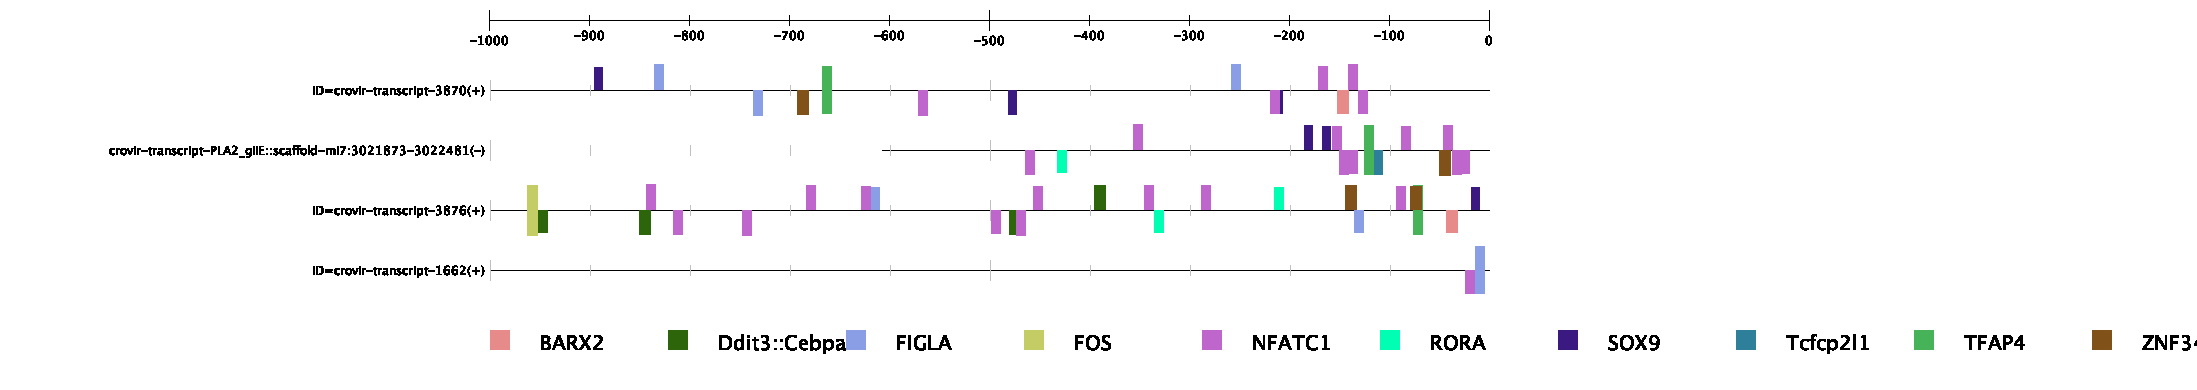 -1000 -900 -800 -700 -600 -500 -400 -300 -200 -100 0
ID=crovir-transcript-3870(+)
crovir-transcript-PLA2_gIIE::scaffold-mi7:3021873-3022481(-)
ID=crovir-transcript-3876(+)
ID=crovir-transcript-1662(+)
BARX2 Ddit3::Cebpa FIGLA FOS NFATC1 RORA SOX9 Tcfcp2l1 TFAP4